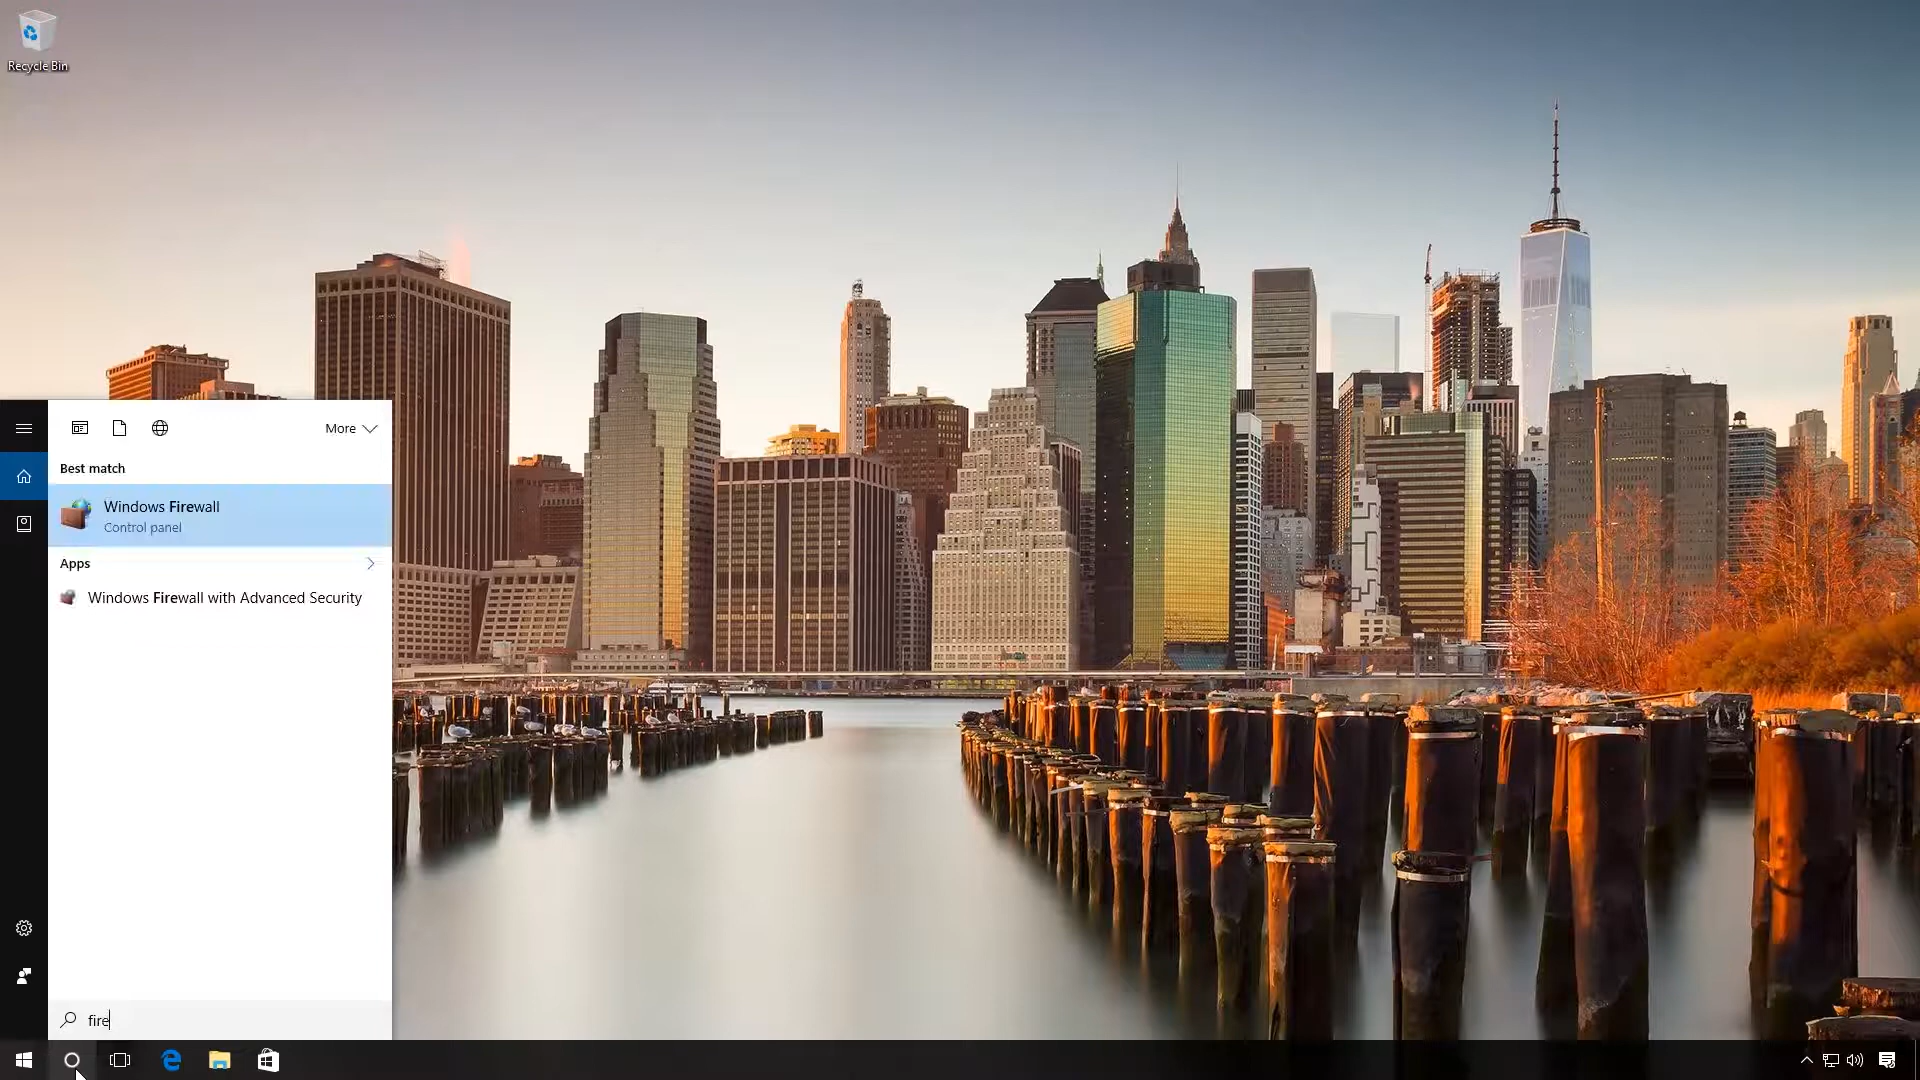 Recycle Bin
More
Best match
Windows Firewall
Control panel
Apps
Windows Firewall with Advanced Security
fire